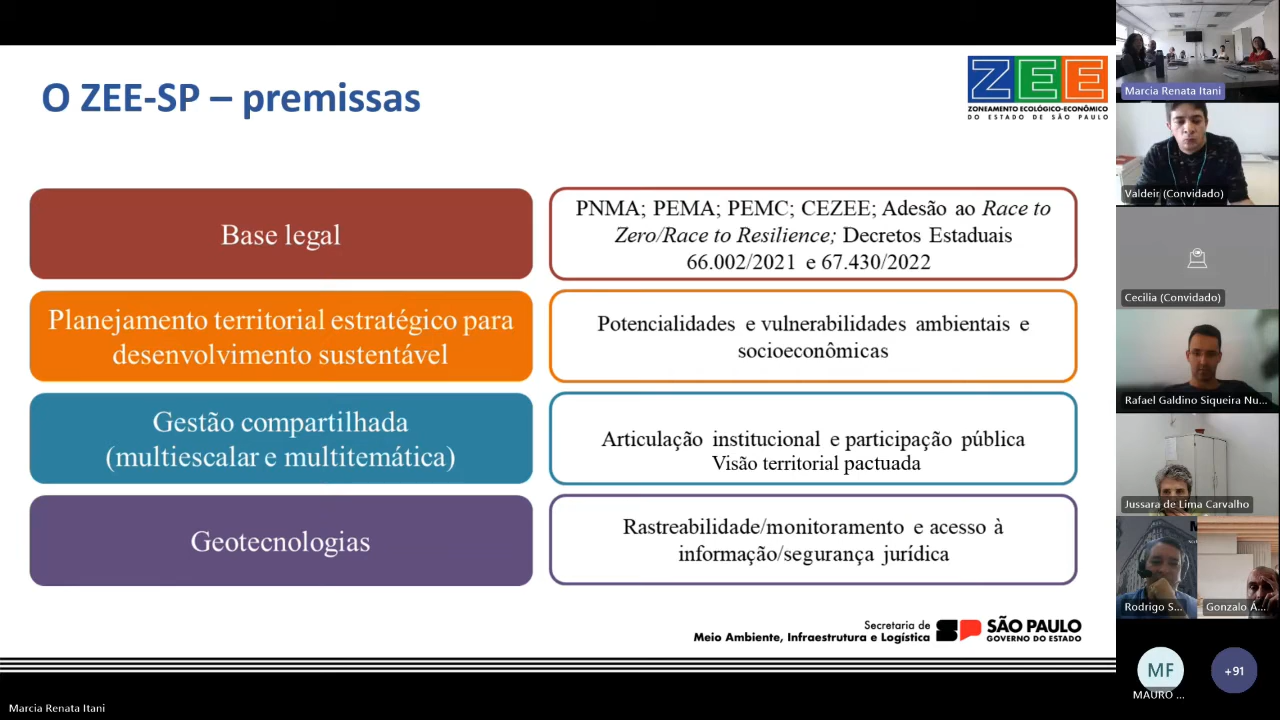 O ZEE-SP – premissas
ZEE
ZONEAMENTO ECOLÓGICO-ECONÔMICO
DO ESTADO DE SÃO PAULO
Base legal
PNMA; PEMA; PEMC; CEZEE; Adesão ao Race to
Zero/Race to Resilience; Decretos Estaduais
66.002/2021 e 67.430/2022
Planejamento territorial estratégico para
desenvolvimento sustentável
Potencialidades e vulnerabilidades ambientais e
socioeconômicas
Gestão compartilhada
(multiescalar e multitemática)
Articulação institucional e participação pública
Visão territorial pactuada
Geotecnologias
Rastreabilidade/monitoramento e acesso à
informação/segurança jurídica
Secretaria de
Meio Ambiente, Infraestrutura e Logística
SP
SÃO PAULO
GOVERNO DO ESTADO
Marcia Renata Itani
Marcia Renata Itani
Valdeir (Convidado)
Cecilia (Convidado)
Rafael Galdino Siqueira Nu...
Jussara de Lima Carvalho
Rodrigo S...
Gonzalo Á...
MF
MAURO ...
+91